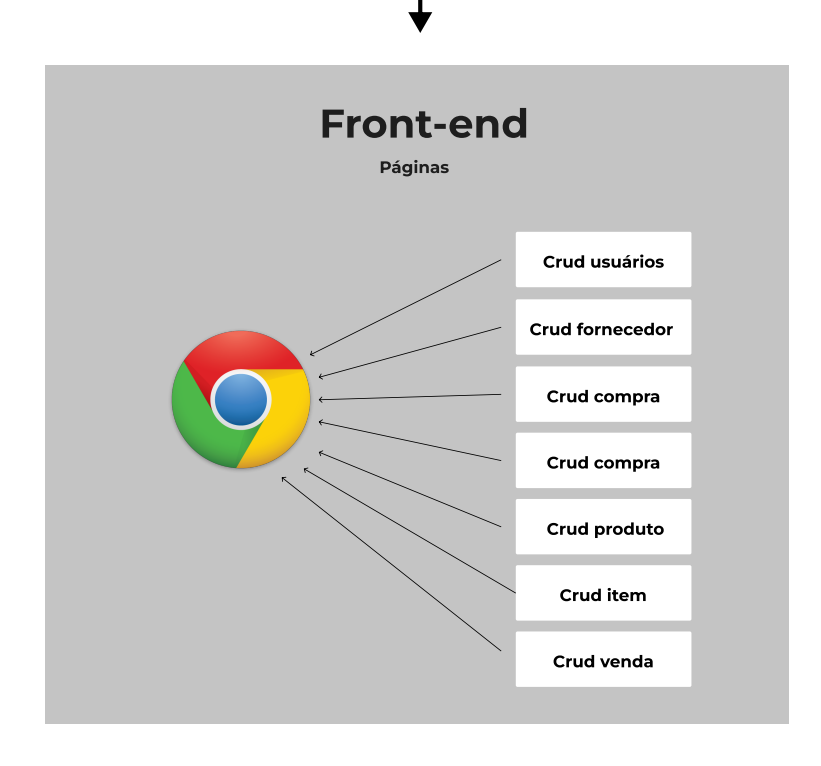 Front-end
Páginas
Crud usuários
Crud fornecedor
Crud compra
Crud compra
Crud produto
Crud item
Crud venda